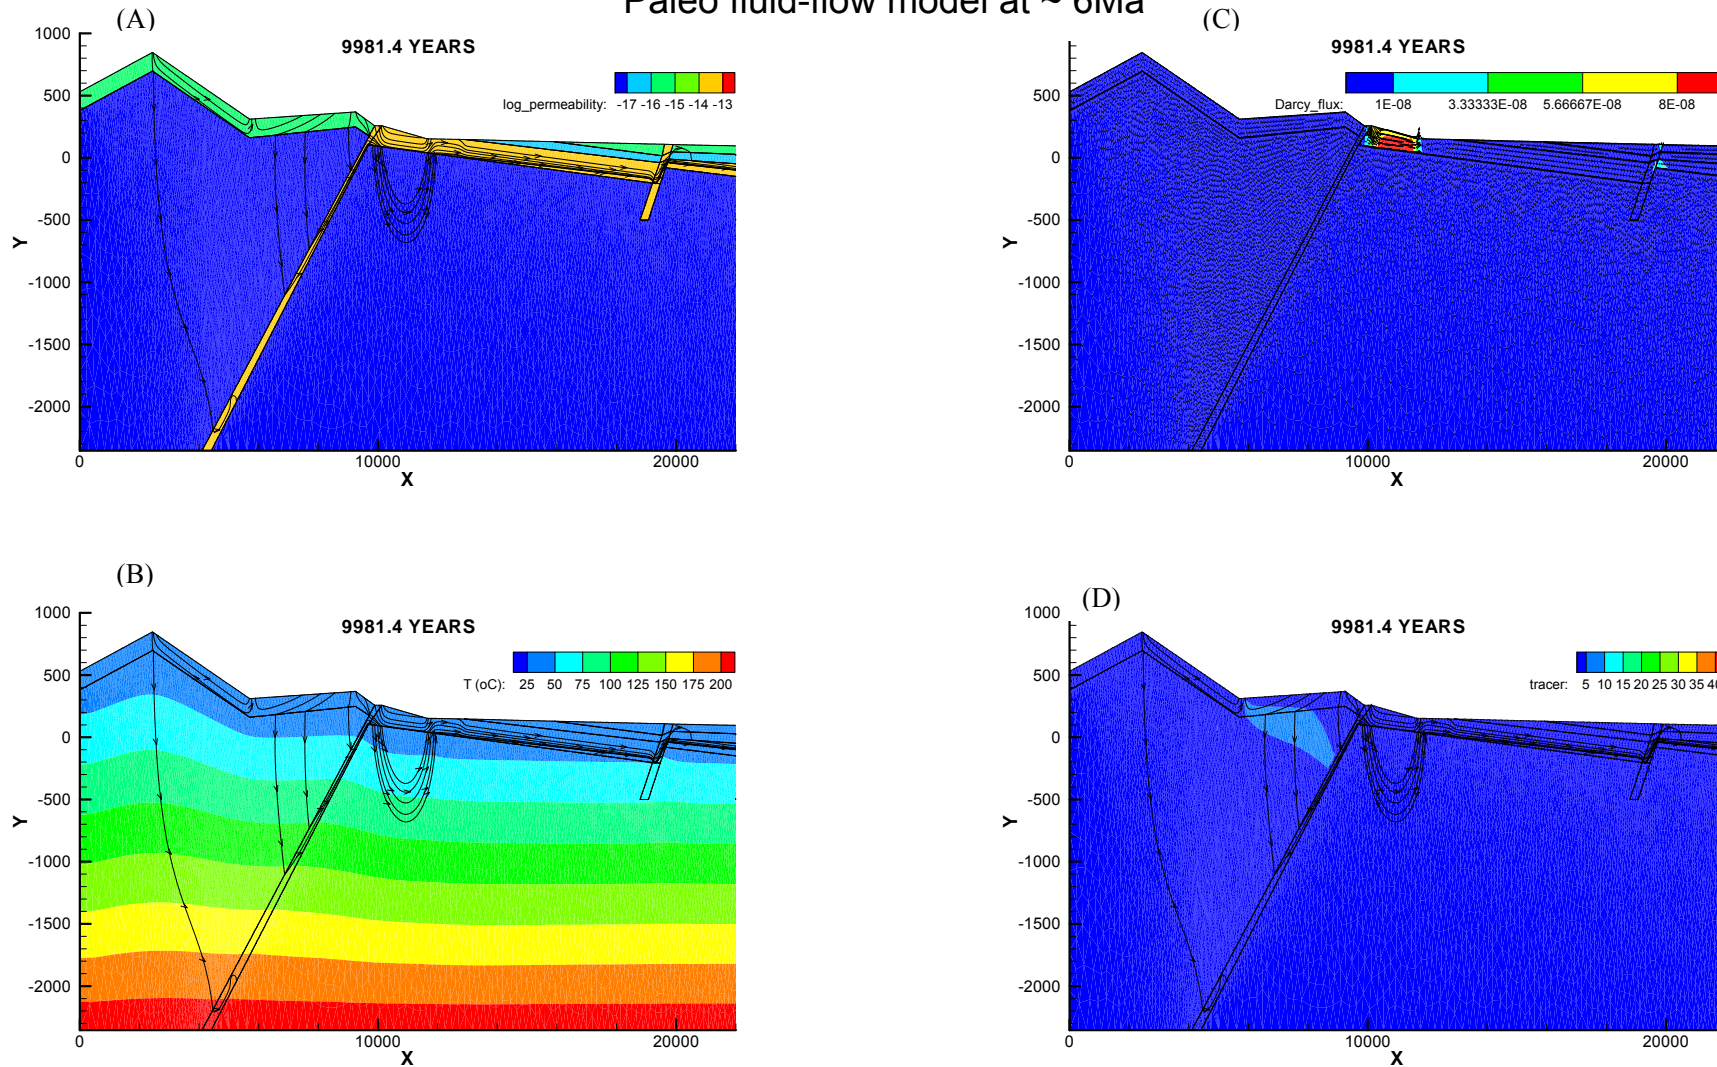 Paleo fluid-flow model at ~ 6Ma
(A)
9981.4 YEARS
log_permeability: -17 -16 -15 -14 -13
1000
500
0
-500
-1000
-1500
-2000
Y
0 10000 20000
X
(C)
9981.4 YEARS
Darcy_flux: 1E-08 3.33333E-08 5.66667E-08 8E-08
500
0
-500
-1000
-1500
-2000
Y
0 10000 20000
X
(B)
9981.4 YEARS
T (oC): 25 50 75 100 125 150 175 200
1000
500
0
-500
-1000
-1500
-2000
Y
0 10000 20000
X
(D)
9981.4 YEARS
tracer: 5 10 15 20 25 30 35 40
1000
500
0
-500
-1000
-1500
-2000
Y
0 10000 20000
X